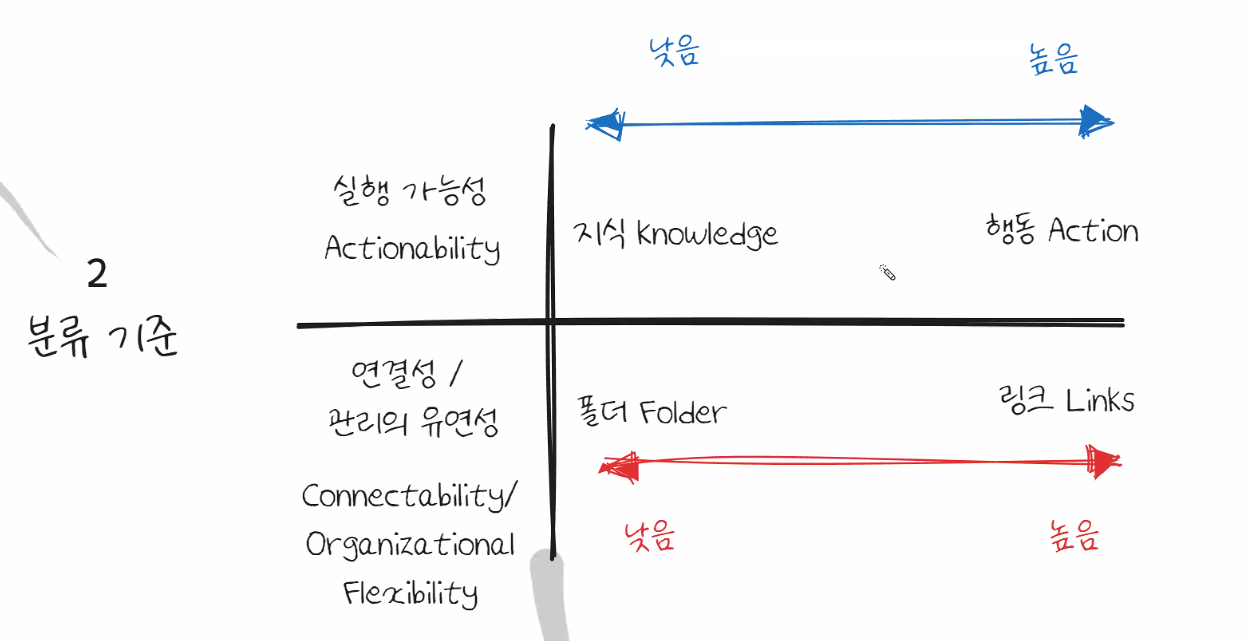 낮음
높음
실행 가능성
Actionability
지식 Knowledge
행동 Action
2
분류 기준
연결성 /
관리의 유연성
Connectability/
Organizational
Flexibility
폴더 Folder
링크 Links
낮음
높음